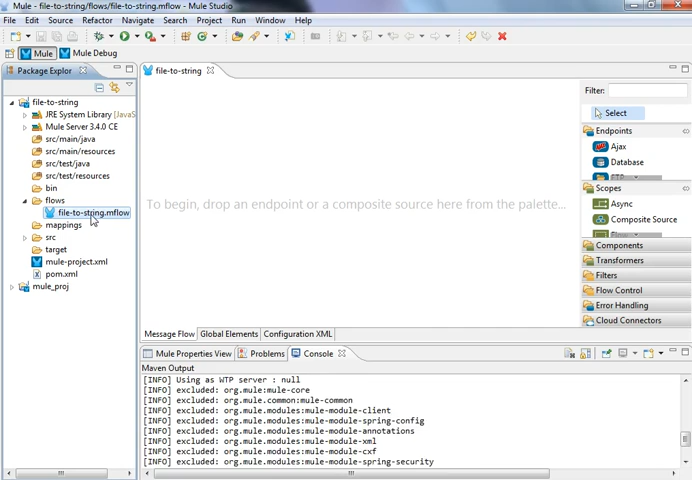 Mule - file-to-string/flows/file-to-string.mflow - Mule Studio
File Edit Source Refactor Navigate Search Project Run Window Help
Mule Mule Debug
Package Explor
file-to-string
JRE System Library [JavaS
Mule Server 3.4.0 CE
src/main/java
src/main/resources
src/test/java
src/test/resources
bin
flows
file-to-string.mflow
mappings
src
target
mule-project.xml
pom.xml
mule_proj
file-to-string
To begin, drop an endpoint or a composite source here from the palette...
Message Flow Global Elements Configuration XML
Filter:
Select
Endpoints
Ajax
Database
Scopes
Async
Composite Source
Components
Transformers
Filters
Flow Control
Error Handling
Cloud Connectors
Mule Properties View Problems Console
Maven Output
[INFO] Using as WTP server : null
[INFO] excluded: org.mule:mule-core
[INFO] excluded: org.mule.common:mule-common
[INFO] excluded: org.mule.modules:mule-module-client
[INFO] excluded: org.mule.modules:mule-module-spring-config
[INFO] excluded: org.mule.modules:mule-module-annotations
[INFO] excluded: org.mule.modules:mule-module-xml
[INFO] excluded: org.mule.modules:mule-module-cxf
[INFO] excluded: org.mule.modules:mule-module-spring-security